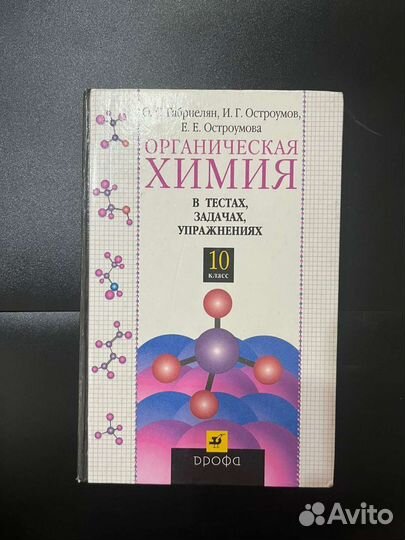 О. С. Габриелян, И. Г. Остроумов,
Е. Е. Остроумова
ОРГАНИЧЕСКАЯ
ХИМИЯ
В ТЕСТАХ,
ЗАДАЧАХ,
УПРАЖНЕНИЯХ
10
класс
дрофа
Avito